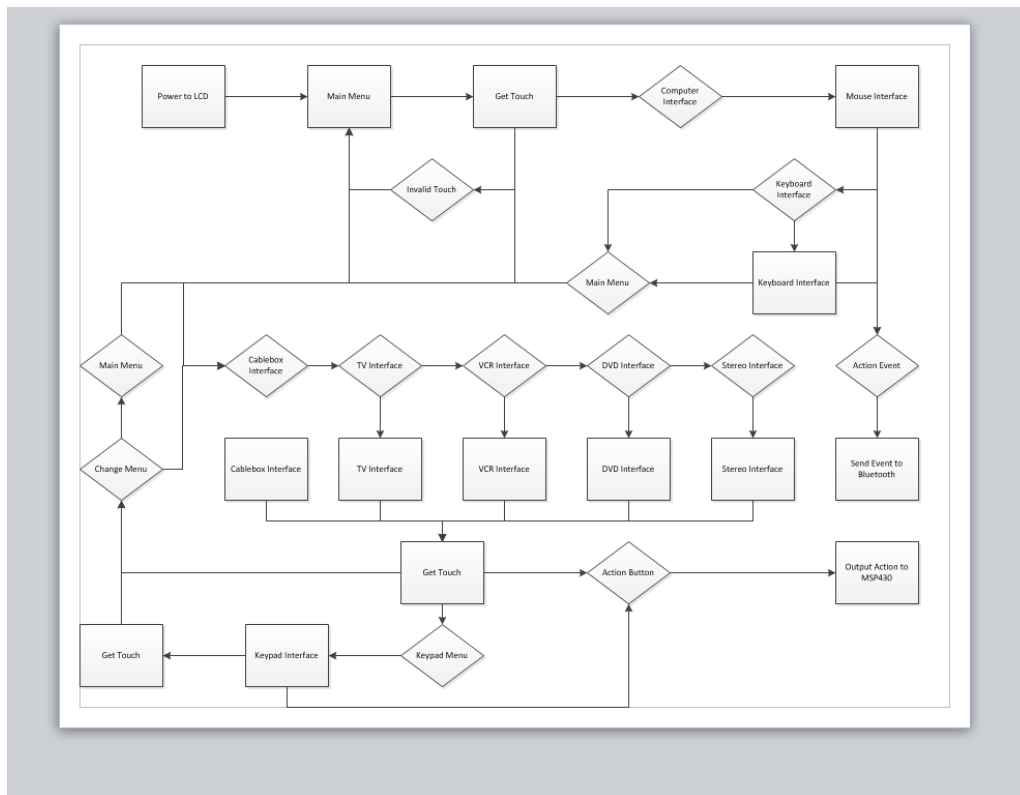 Power to LCD
Main Menu
Get Touch
Computer
Interface
Mouse Interface
Invalid Touch
Keyboard
Interface
Main Menu
Keyboard Interface
Main Menu
Cablebox
Interface
TV Interface
VCR Interface
DVD Interface
Stereo Interface
Action Event
Change Menu
Cablebox Interface
TV Interface
VCR Interface
DVD Interface
Stereo Interface
Send Event to
Bluetooth
Get Touch
Action Button
Output Action to
MSP430
Get Touch
Keypad Interface
Keypad Menu